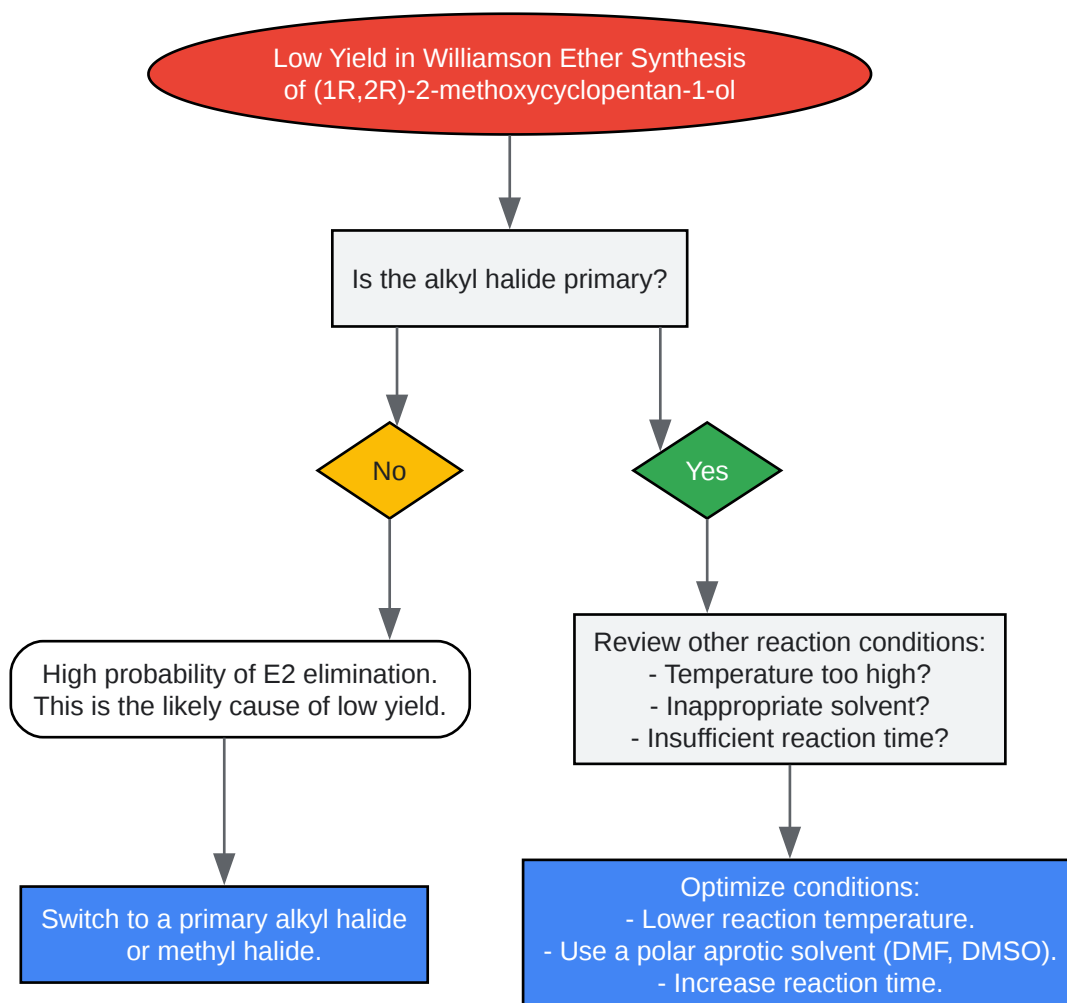 Low Yield in Williamson Ether Synthesis
of (1R,2R)-2-methoxycyclopentan-1-ol
Is the alkyl halide primary?
No
Yes
High probability of E2 elimination.
This is the likely cause of low yield.
Review other reaction conditions:
- Temperature too high?
- Inappropriate solvent?
- Insufficient reaction time?
Switch to a primary alkyl halide
or methyl halide.
Optimize conditions:
- Lower reaction temperature.
- Use a polar aprotic solvent (DMF, DMSO).
- Increase reaction time.